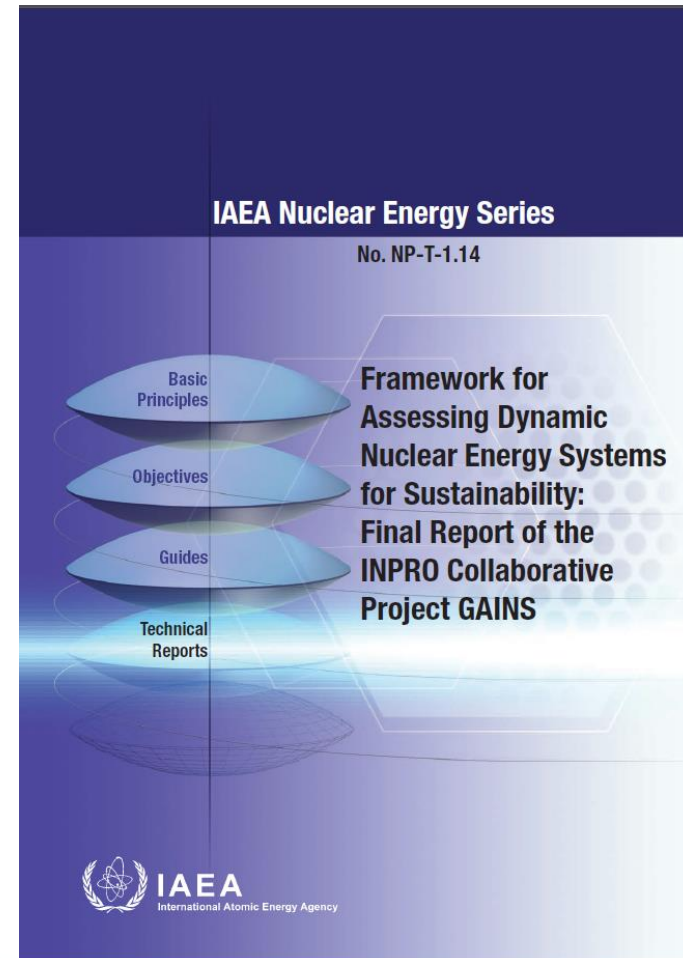 IAEA Nuclear Energy Series
No. NP-T-1.14
Basic
Principles
Objectives
Guides
Technical
Reports
Framework for
Assessing Dynamic
Nuclear Energy Systems
for Sustainability:
Final Report of the
INPRO Collaborative
Project GAINS
IAEA
International Atomic Energy Agency